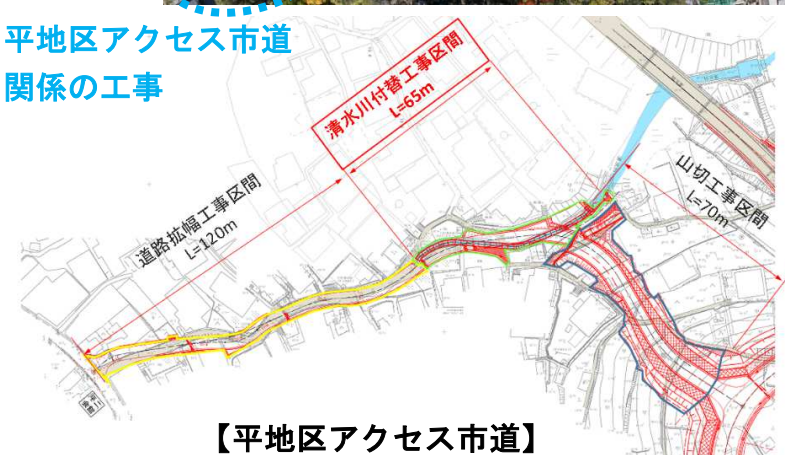 平地区アクセス市道
関係の工事
清水川付替工事区間
L=65m
山切工事区間
L=70m
道路拡幅工事区間
L=120m
【平地区アクセス市道】